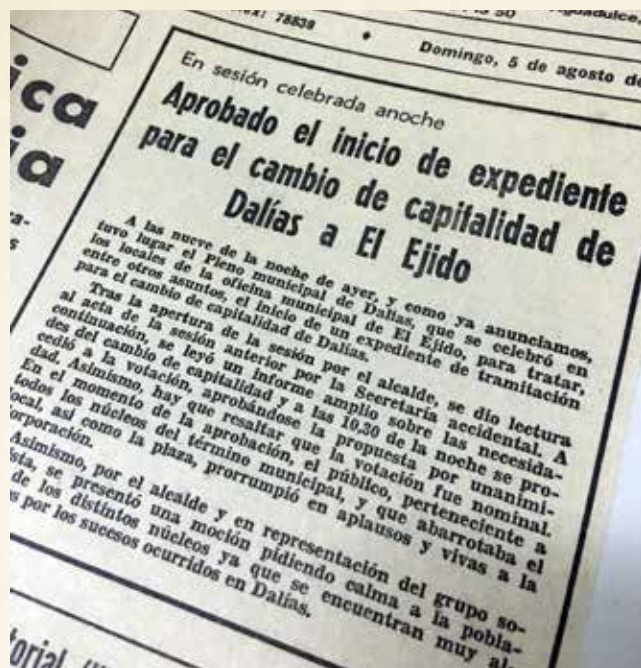 78839
Domingo, 5 de agosto de
ica
ia
En sesión celebrada anoche
Aprobado el inicio de expediente
para el cambio de capitalidad de
Dalías a El Ejido
A las nueve de la noche de ayer, y como ya anunciamos,
tuvo lugar el Pleno municipal de Dalías, que se celebró en
los locales de la oficina municipal de El Ejido, para tratar,
entre otros asuntos, el inicio de un expediente de tramitación
para el cambio de capitalidad de Dalías.
Tras la apertura de la sesión por el alcalde, se dio lectura
al acta de la sesión anterior por la Secretaría accidental. A
continuación, se leyó un informe amplio sobre las necesida-
des del cambio de capitalidad y a las 10,30 de la noche se pro-
cedió a la votación, aprobándose la propuesta por unanimi-
dad. Asimismo, hay que resaltar que la votación fue nominal.
En el momento de la aprobación, el público, perteneciente a
todos los núcleos del término municipal, y que abarrotaba el
local, así como la plaza, prorrumpió en aplausos y vivas a la
orporación.
Asimismo, por el alcalde y en representación del grupo so-
ista, se presentó una moción pidiendo calma a la pobla-
de los distintos núcleos ya que se encuentran muy al
s por los sucesos ocurridos en Dalías.
torial